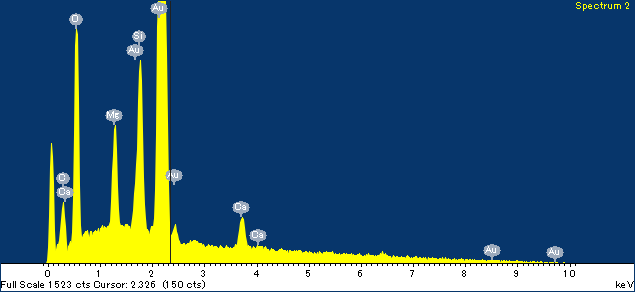 Spectrum 2
O
Au
Si
Au
Mg
Au
C
Ca
Ca
Ca
Au
Au
0 1 2 3 4 5 6 7 8 9 10
Full Scale 1523 cts Cursor: 2.326 (150 cts) keV